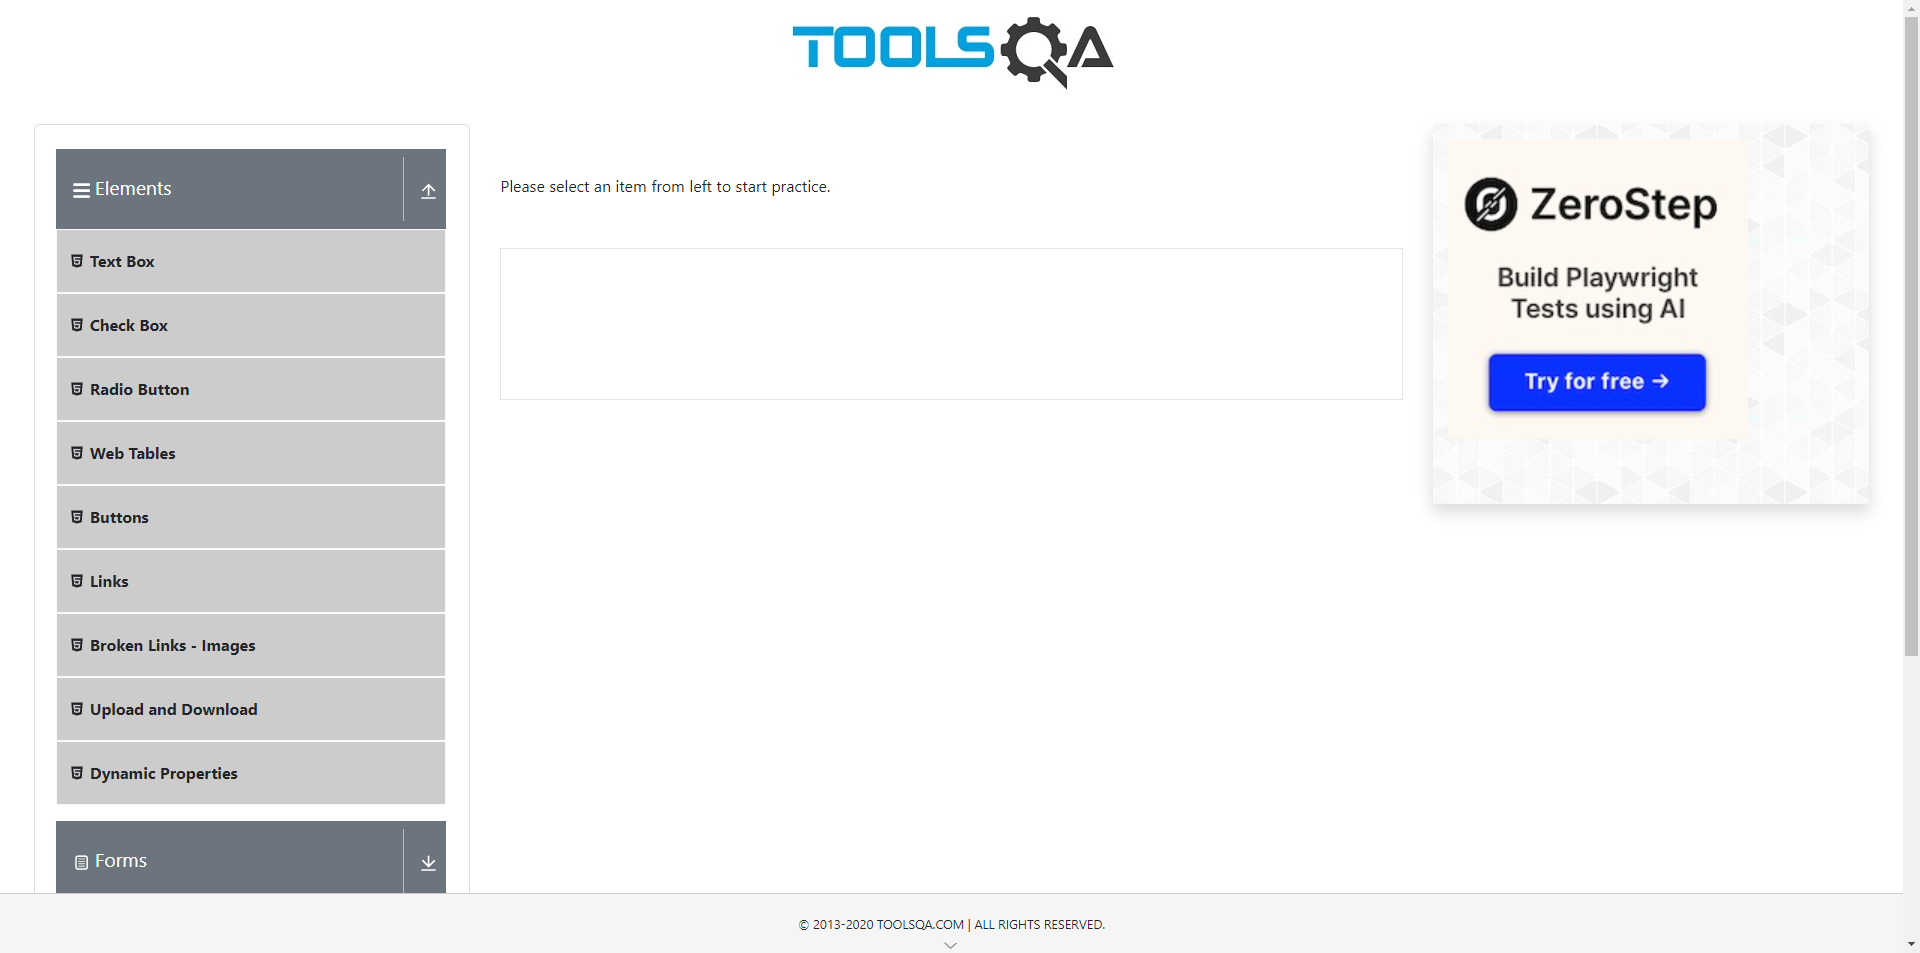 TOOLSQA
Elements
Text Box
Check Box
Radio Button
Web Tables
Buttons
Links
Broken Links - Images
Upload and Download
Dynamic Properties
Forms
Please select an item from left to start practice.
ZeroStep
Build Playwright
Tests using AI
Try for free →
© 2013-2020 TOOLSQA.COM | ALL RIGHTS RESERVED.